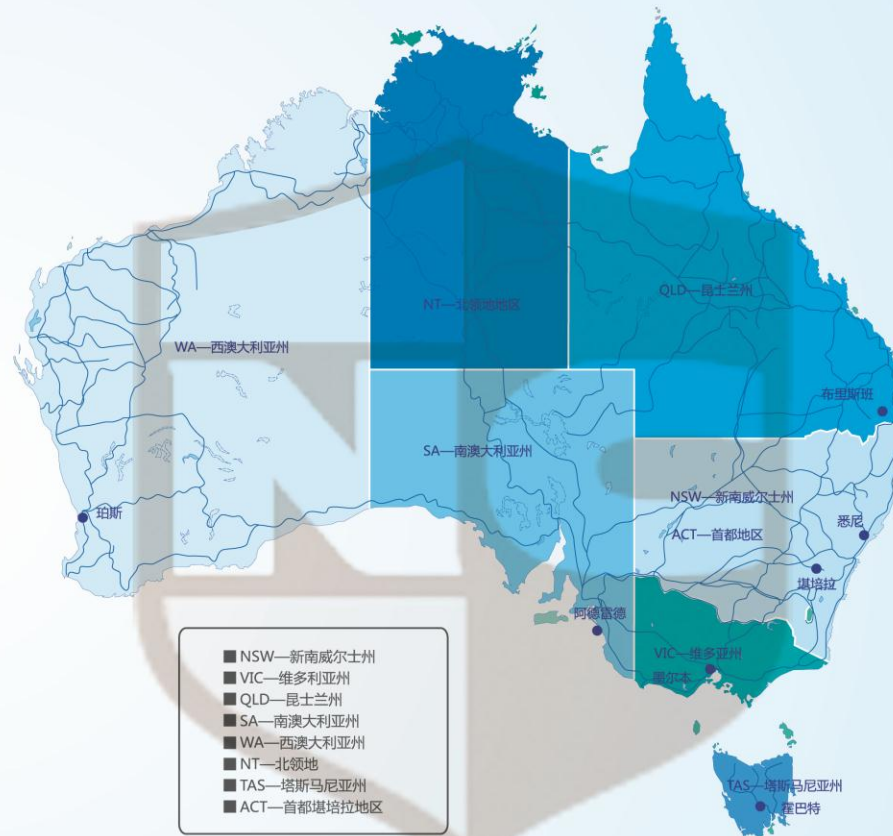 NT—北领地地区
QLD—昆士兰州
WA—西澳大利亚州
布里斯班
SA—南澳大利亚州
NSW—新南威尔士州
珀斯
悉尼
ACT—首都地区
堪培拉
阿德雷德
VIC—维多亚州
墨尔本
NSW—新南威尔士州
VIC—维多利亚州
QLD—昆士兰州
SA—南澳大利亚州
WA—西澳大利亚州
NT—北领地
TAS—塔斯马尼亚州
ACT—首都堪培拉地区
TAS—塔斯马尼亚州
霍巴特